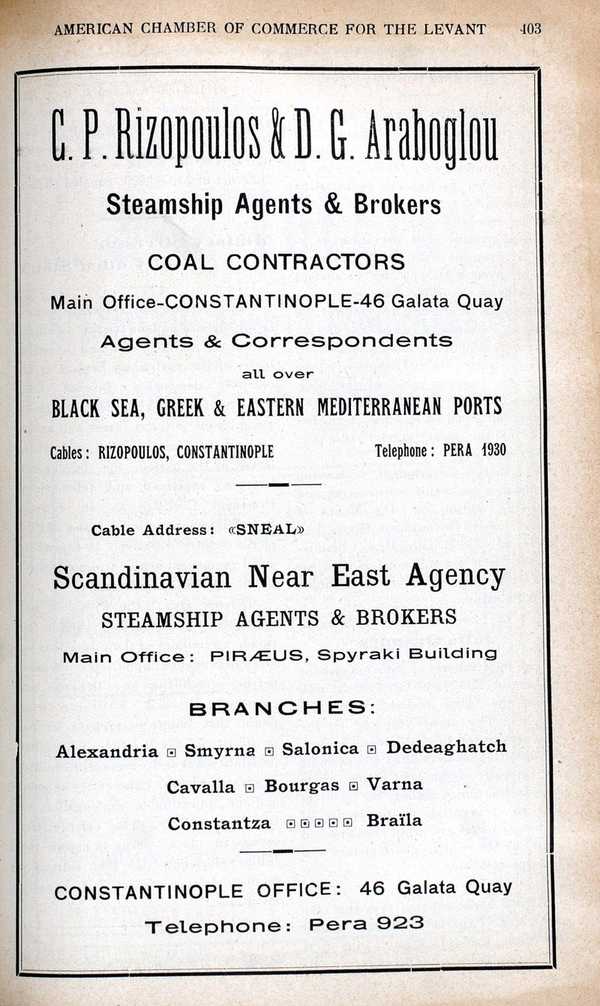 AMERICAN CHAMBER OF COMMERCE FOR THE LEVANT 403
C. P. Rizopoulos & D. G. Araboglou
Steamship Agents & Brokers
COAL CONTRACTORS
Main Office-CONSTANTINOPLE-46 Galata Quay
Agents & Correspondents
all over
BLACK SEA, GREEK & EASTERN MEDITERRANEAN PORTS
Cables: RIZOPOULOS, CONSTANTINOPLE Telephone: PERA 1930
Cable Address: «SNEAL»
Scandinavian Near East Agency
STEAMSHIP AGENTS & BROKERS
Main Office: PIRÆUS, Spyraki Building
BRANCHES:
Alexandria ⊡ Smyrna ⊡ Salonica ⊡ Dedeaghatch
Cavalla ⊡ Bourgas ⊡ Varna
Constantza ⊡⊡⊡⊡⊡ Braïla
CONSTANTINOPLE OFFICE: 46 Galata Quay
Telephone: Pera 923